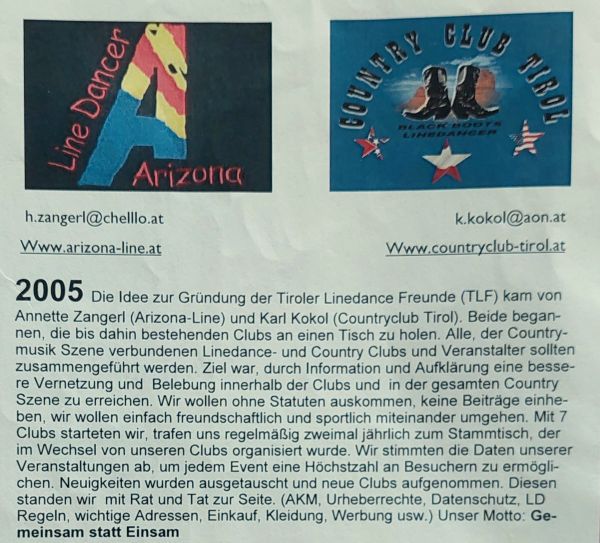 Line Dancer
Arizona
COUNTRY CLUB TIROL
BLACK BOOTS
LINEDANCER
h.zangerl@chelllo.at
k.kokol@aon.at
Www.arizona-line.at
Www.countryclub-tirol.at
2005 Die Idee zur Gründung der Tiroler Linedance Freunde (TLF) kam von
Annette Zangerl (Arizona-Line) und Karl Kokol (Countryclub Tirol). Beide began-
nen, die bis dahin bestehenden Clubs an einen Tisch zu holen. Alle, der Country-
musik Szene verbundenen Linedance- und Country Clubs und Veranstalter sollten
zusammengeführt werden. Ziel war, durch Information und Aufklärung eine besse-
re Vernetzung und Belebung innerhalb der Clubs und in der gesamten Country
Szene zu erreichen. Wir wollen ohne Statuten auskommen, keine Beiträge einhe-
ben, wir wollen einfach freundschaftlich und sportlich miteinander umgehen. Mit 7
Clubs starteten wir, trafen uns regelmäßig zweimal jährlich zum Stammtisch, der
im Wechsel von unseren Clubs organisiert wurde. Wir stimmten die Daten unserer
Veranstaltungen ab, um jedem Event eine Höchstzahl an Besuchern zu ermögli-
chen. Neuigkeiten wurden ausgetauscht und neue Clubs aufgenommen. Diesen
standen wir mit Rat und Tat zur Seite. (AKM, Urheberrechte, Datenschutz, LD
Regeln, wichtige Adressen, Einkauf, Kleidung, Werbung usw.) Unser Motto: Ge-
meinsam statt Einsam